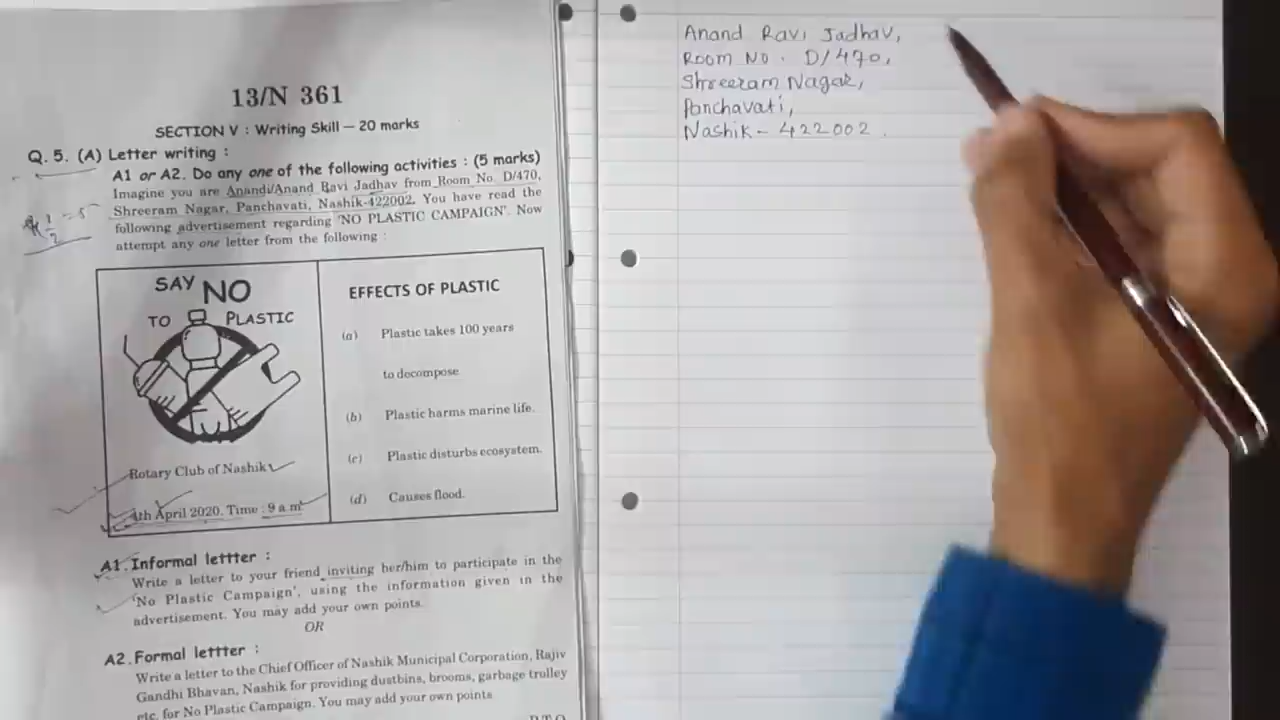 13/N 361
SECTION V : Writing Skill – 20 marks
Q. 5. (A) Letter writing :
A1 or A2. Do any one of the following activities : (5 marks)
Imagine you are Anandi/Anand Ravi Jadhav from Room No. D/470,
Shreeram Nagar, Panchavati, Nashik-422002. You have read the
following advertisement regarding 'NO PLASTIC CAMPAIGN'. Now
attempt any one letter from the following :
SAY NO
TO PLASTIC
Rotary Club of Nashik
4th April 2020. Time : 9 a.m.
EFFECTS OF PLASTIC
(a) Plastic takes 100 years
to decompose
(b) Plastic harms marine life.
(c) Plastic disturbs ecosystem.
(d) Causes flood.
A1. Informal lettter :
Write a letter to your friend inviting her/him to participate in the
'No Plastic Campaign', using the information given in the
advertisement. You may add your own points.
OR
A2. Formal lettter :
Write a letter to the Chief Officer of Nashik Municipal Corporation, Rajiv
Gandhi Bhavan, Nashik for providing dustbins, brooms, garbage trolley
etc. for No Plastic Campaign. You may add your own points
P.T.O
Anand Ravi Jadhav,
Room No. D/470,
Shreeram Nagar,
Panchavati,
Nashik - 422002.